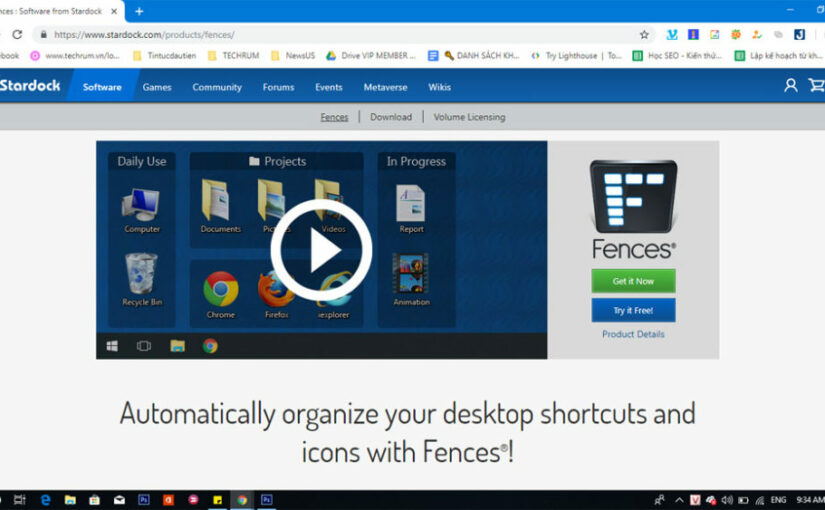 nces : Software from Stardock
https://www.stardock.com/products/fences/
ebook www.techrum.vn/lo... Tintucdautien TECHRUM NewsUS Drive VIP MEMBER ... DANH SÁCH KH... Try Lighthouse | To... Học SEO - Kiến thứ... Lập kế hoạch từ kh...
Stardock Software Games Community Forums Events Metaverse Wikis
Fences Download Volume Licensing
Daily Use Projects In Progress
Computer Documents Videos Report
Recycle Bin Chrome Firefox iexplorer Animation
Fences®
Get it Now
Try it Free!
Product Details
Automatically organize your desktop shortcuts and
icons with Fences®!
ENG 9:34 AM